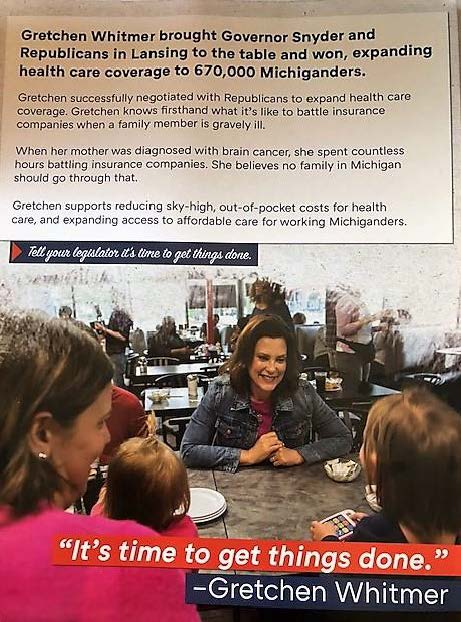 Gretchen Whitmer brought Governor Snyder and
Republicans in Lansing to the table and won, expanding
health care coverage to 670,000 Michiganders.
Gretchen successfully negotiated with Republicans to expand health care
coverage. Gretchen knows firsthand what it's like to battle insurance
companies when a family member is gravely ill.
When her mother was diagnosed with brain cancer, she spent countless
hours battling insurance companies. She believes no family in Michigan
should go through that.
Gretchen supports reducing sky-high, out-of-pocket costs for health
care, and expanding access to affordable care for working Michiganders.
Tell your legislator it's time to get things done.
“It's time to get things done.”
–Gretchen Whitmer